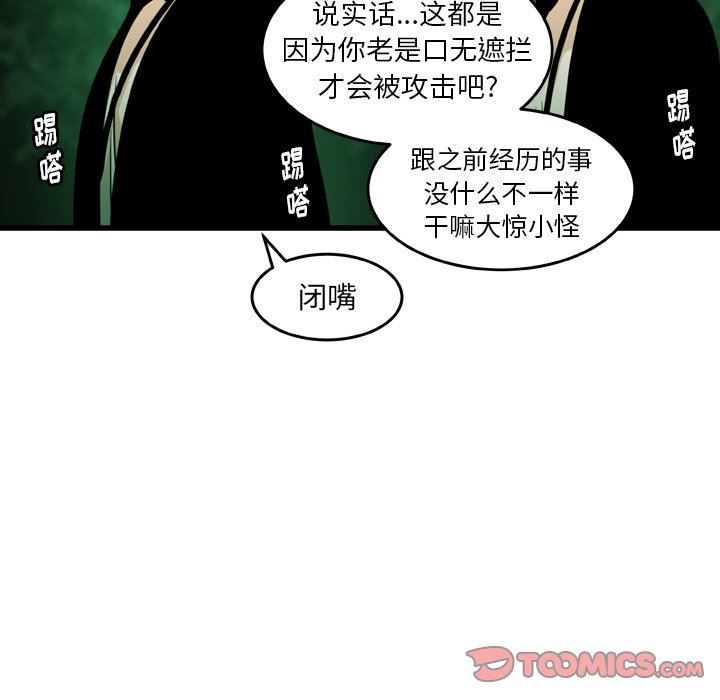 说实话...这都是
因为你老是口无遮拦
才会被攻击吧?
踢嗒
踢嗒
踢嗒
跟之前经历的事
没什么不一样
干嘛大惊小怪
闭嘴
TOOMICS.COM